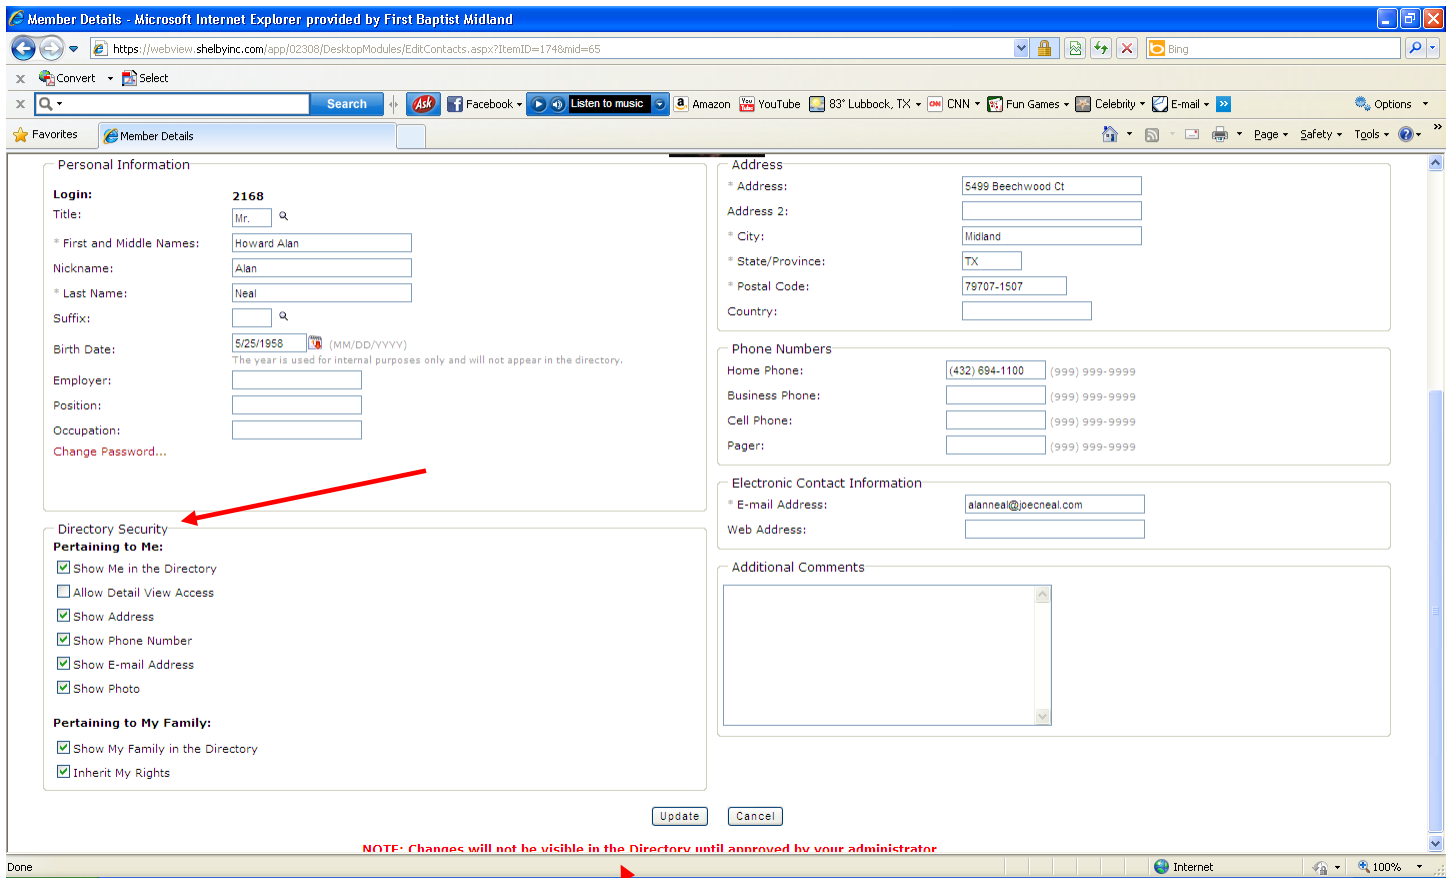 Member Details - Microsoft Internet Explorer provided by First Baptist Midland
https://webview.shelbyinc.com/app/02308/DesktopModules/EditContacts.aspx?ItemID=174&mid=65
Bing
x Convert Select
x Search Ask Facebook Listen to music Amazon YouTube 83° Lubbock, TX CNN Fun Games Celebrity E-mail Options
Favorites Member Details Page Safety Tools
Personal Information
Login: 2168
Title: Mr.
* First and Middle Names: Howard Alan
Nickname: Alan
* Last Name: Neal
Suffix:
Birth Date: 5/25/1958 (MM/DD/YYYY)
The year is used for internal purposes only and will not appear in the directory.
Employer:
Position:
Occupation:
Change Password...
Directory Security
Pertaining to Me:
Show Me in the Directory
Allow Detail View Access
Show Address
Show Phone Number
Show E-mail Address
Show Photo
Pertaining to My Family:
Show My Family in the Directory
Inherit My Rights
Address
* Address: 5499 Beechwood Ct
Address 2:
* City: Midland
* State/Province: TX
* Postal Code: 79707-1507
Country:
Phone Numbers
Home Phone: (432) 694-1100 (999) 999-9999
Business Phone: (999) 999-9999
Cell Phone: (999) 999-9999
Pager: (999) 999-9999
Electronic Contact Information
* E-mail Address: alanneal@joecneal.com
Web Address:
Additional Comments
Update Cancel
NOTE: Changes will not be visible in the Directory until approved by your administrator
Done Internet 100%